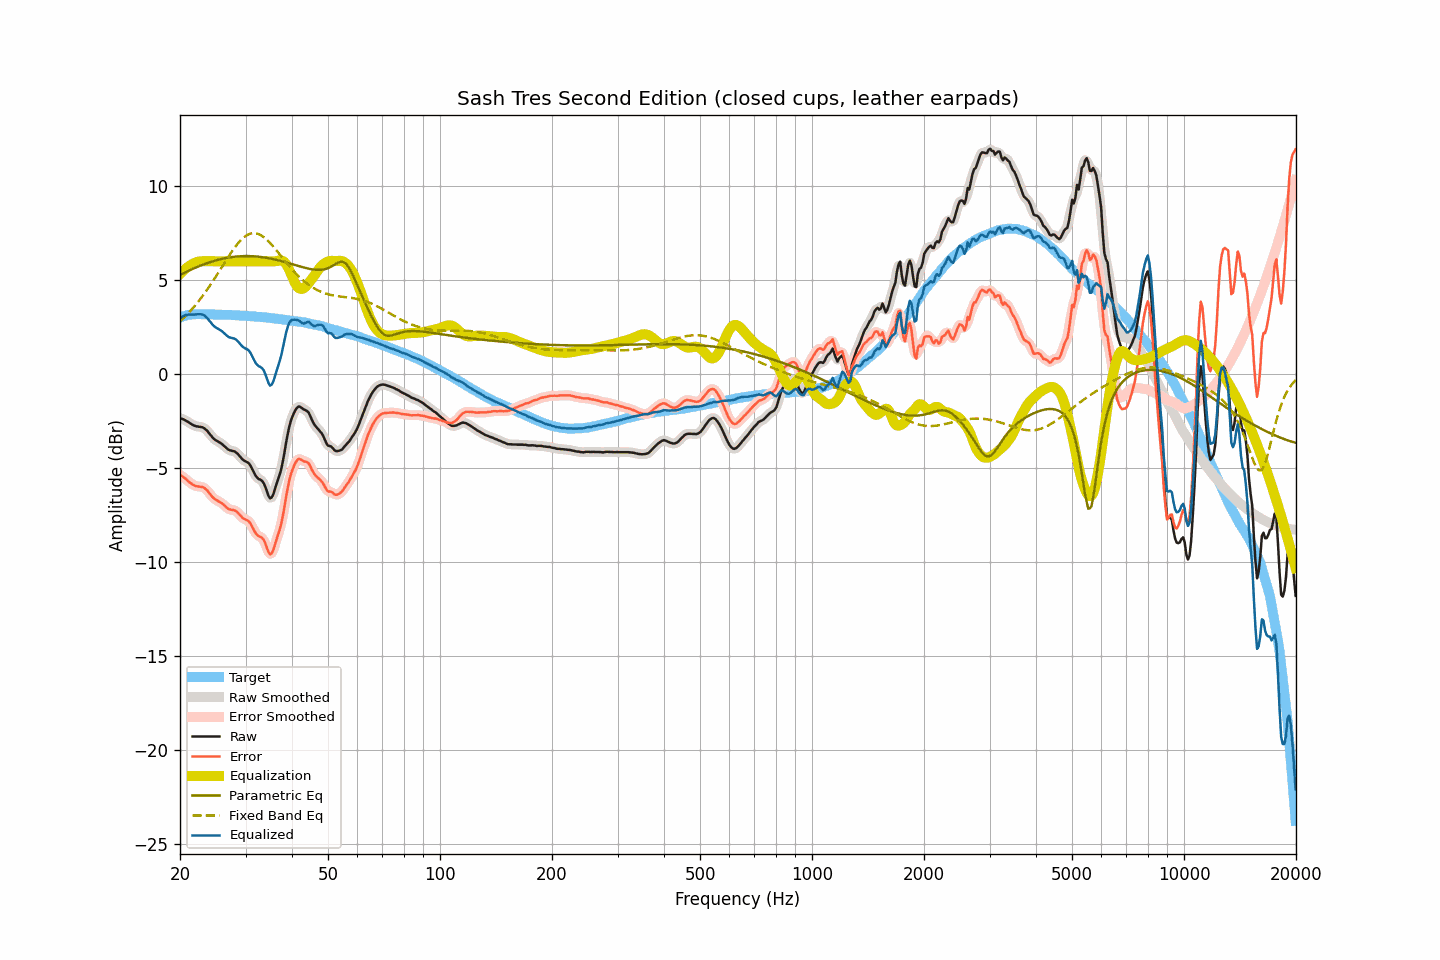 Sash Tres Second Edition (closed cups, leather earpads)
Amplitude (dBr)
10
5
0
−5
−10
−15
−20
−25
Target
Raw Smoothed
Error Smoothed
Raw
Error
Equalization
Parametric Eq
Fixed Band Eq
Equalized
20 50 100 200 500 1000 2000 5000 10000 20000
Frequency (Hz)